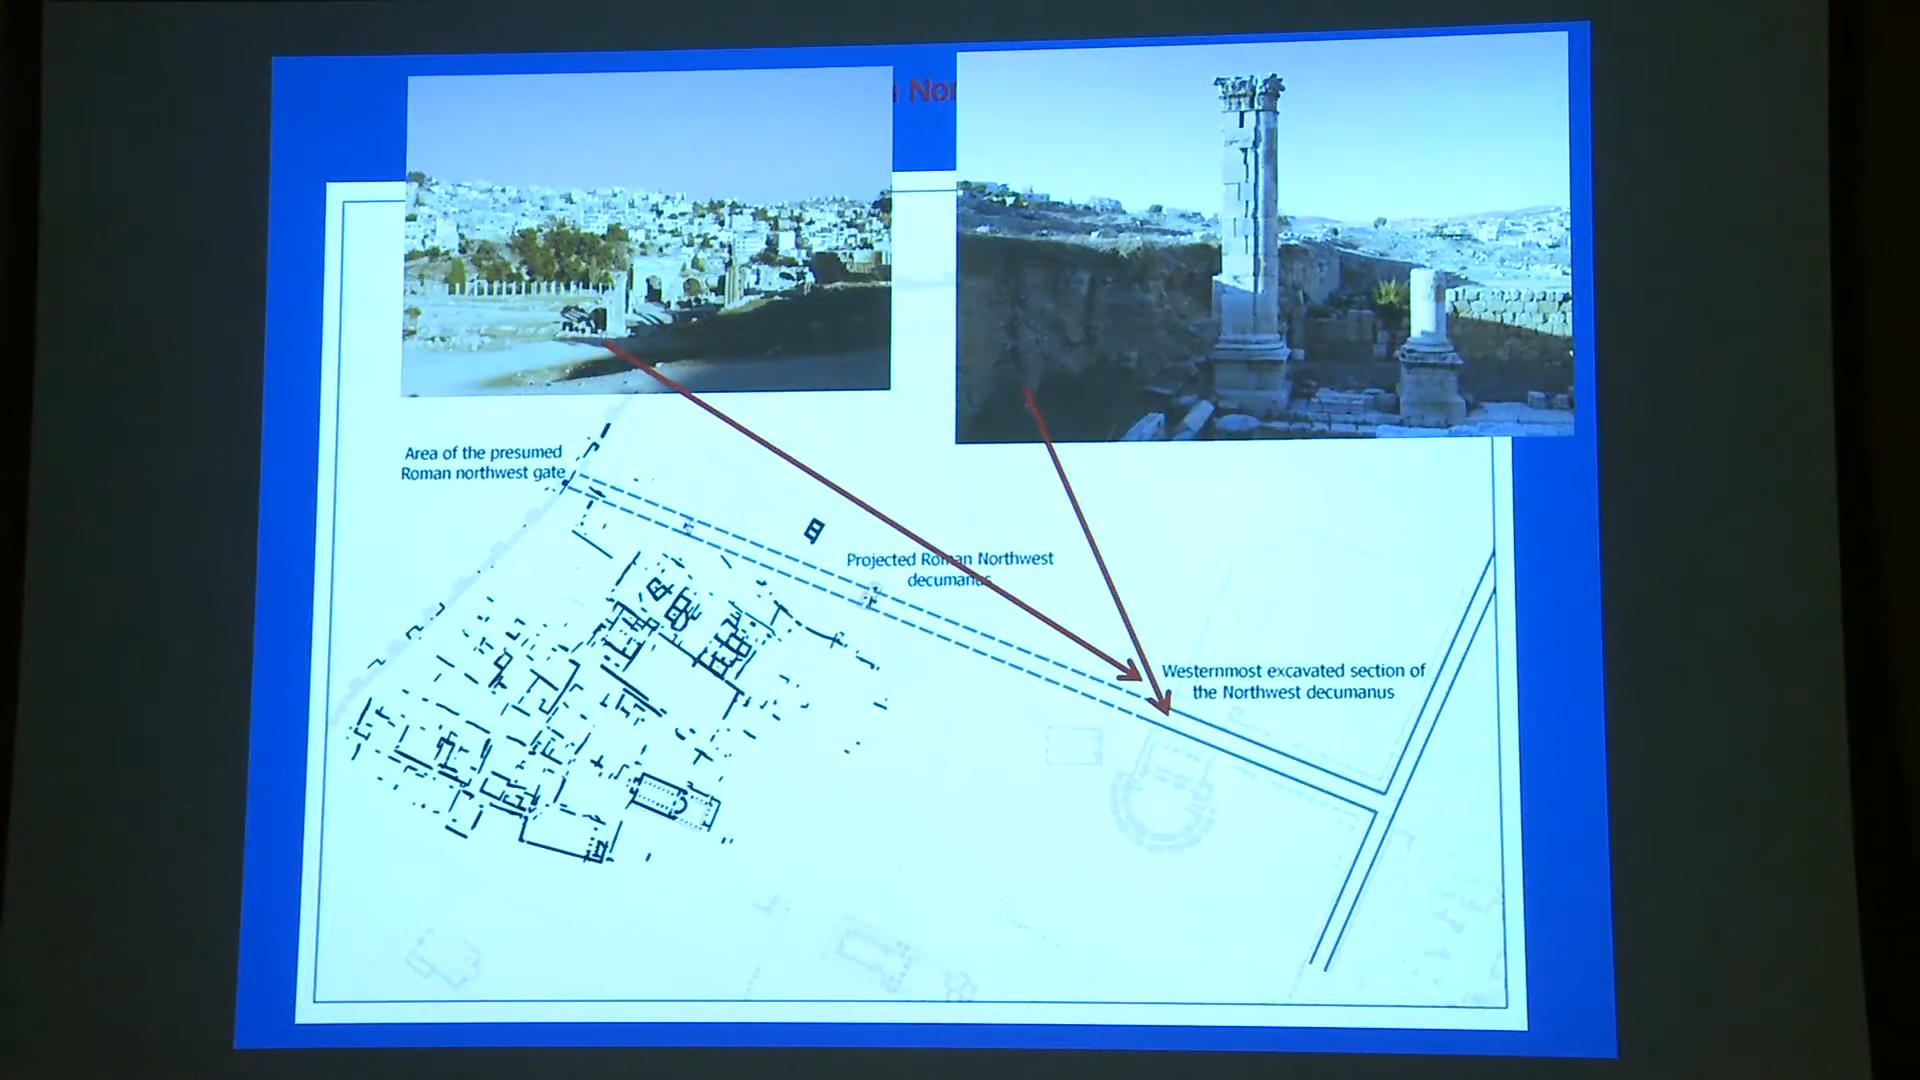 Nor
Area of the presumed
Roman northwest gate
Projected Roman Northwest
decumanus
Westernmost excavated section of
the Northwest decumanus